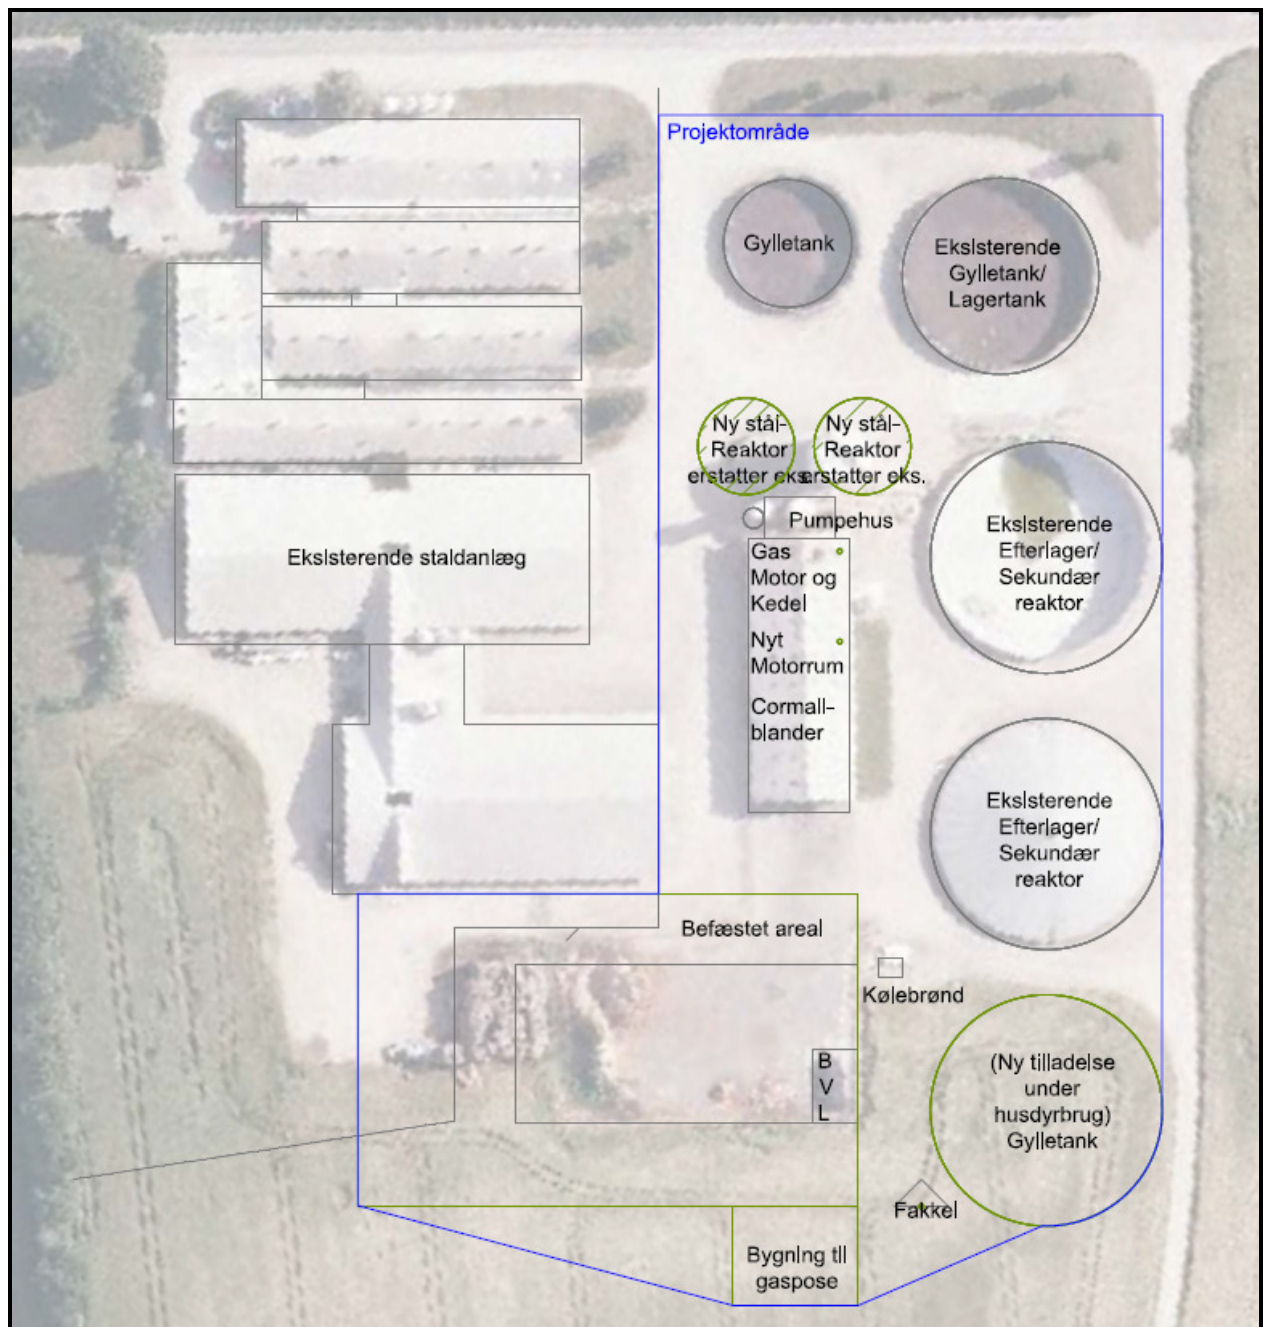 Projektområde
Gylletank
Eksisterende
Gylletank/
Lagertank
Ny stål-
Reaktor
erstatter eks.
Ny stål-
Reaktor
erstatter eks.
Pumpehus
Gas
Motor og
Kedel
Nyt
Motorrum
Cormall-
blander
Eksisterende
Efterlager/
Sekundær
reaktor
Eksisterende staldanlæg
Eksisterende
Efterlager/
Sekundær
reaktor
Befæstet areal
Kølebrønd
B
V
L
(Ny tilladelse
under
husdyrbrug)
Gylletank
Fakkel
Bygning til
gaspose